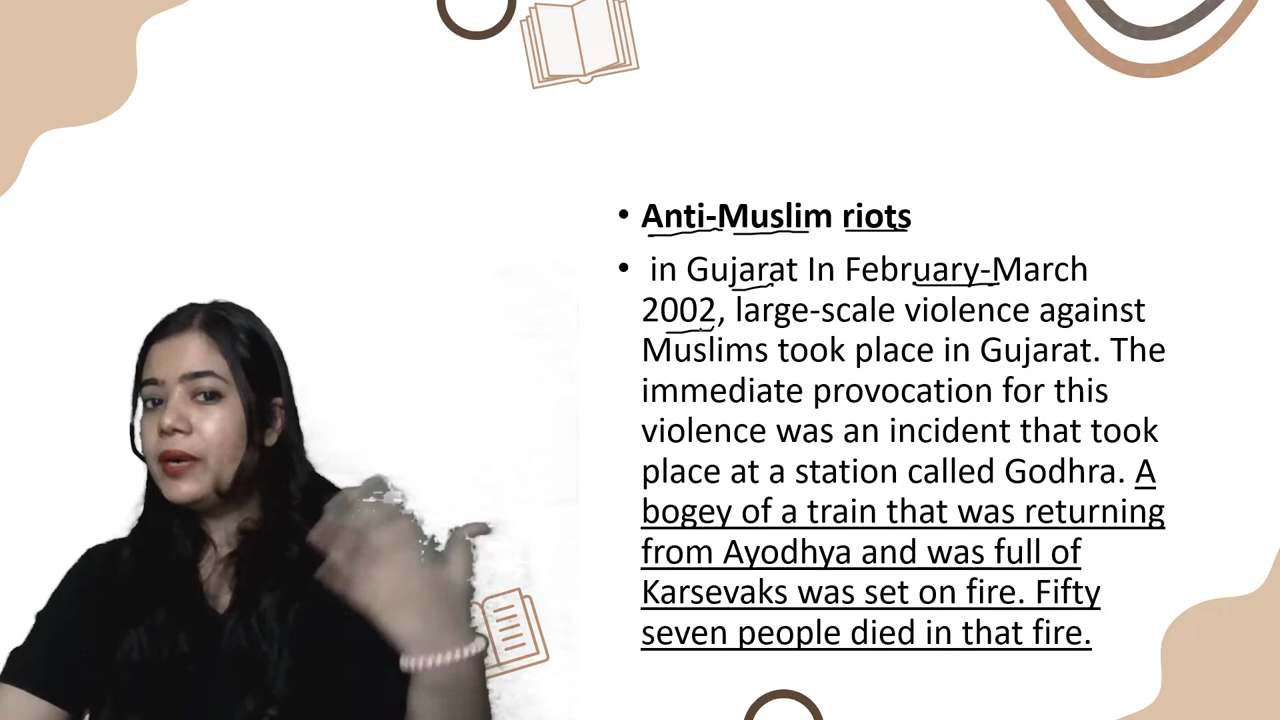 • Anti-Muslim riots
• in Gujarat In February-March
2002, large-scale violence against
Muslims took place in Gujarat. The
immediate provocation for this
violence was an incident that took
place at a station called Godhra. A
bogey of a train that was returning
from Ayodhya and was full of
Karsevaks was set on fire. Fifty
seven people died in that fire.